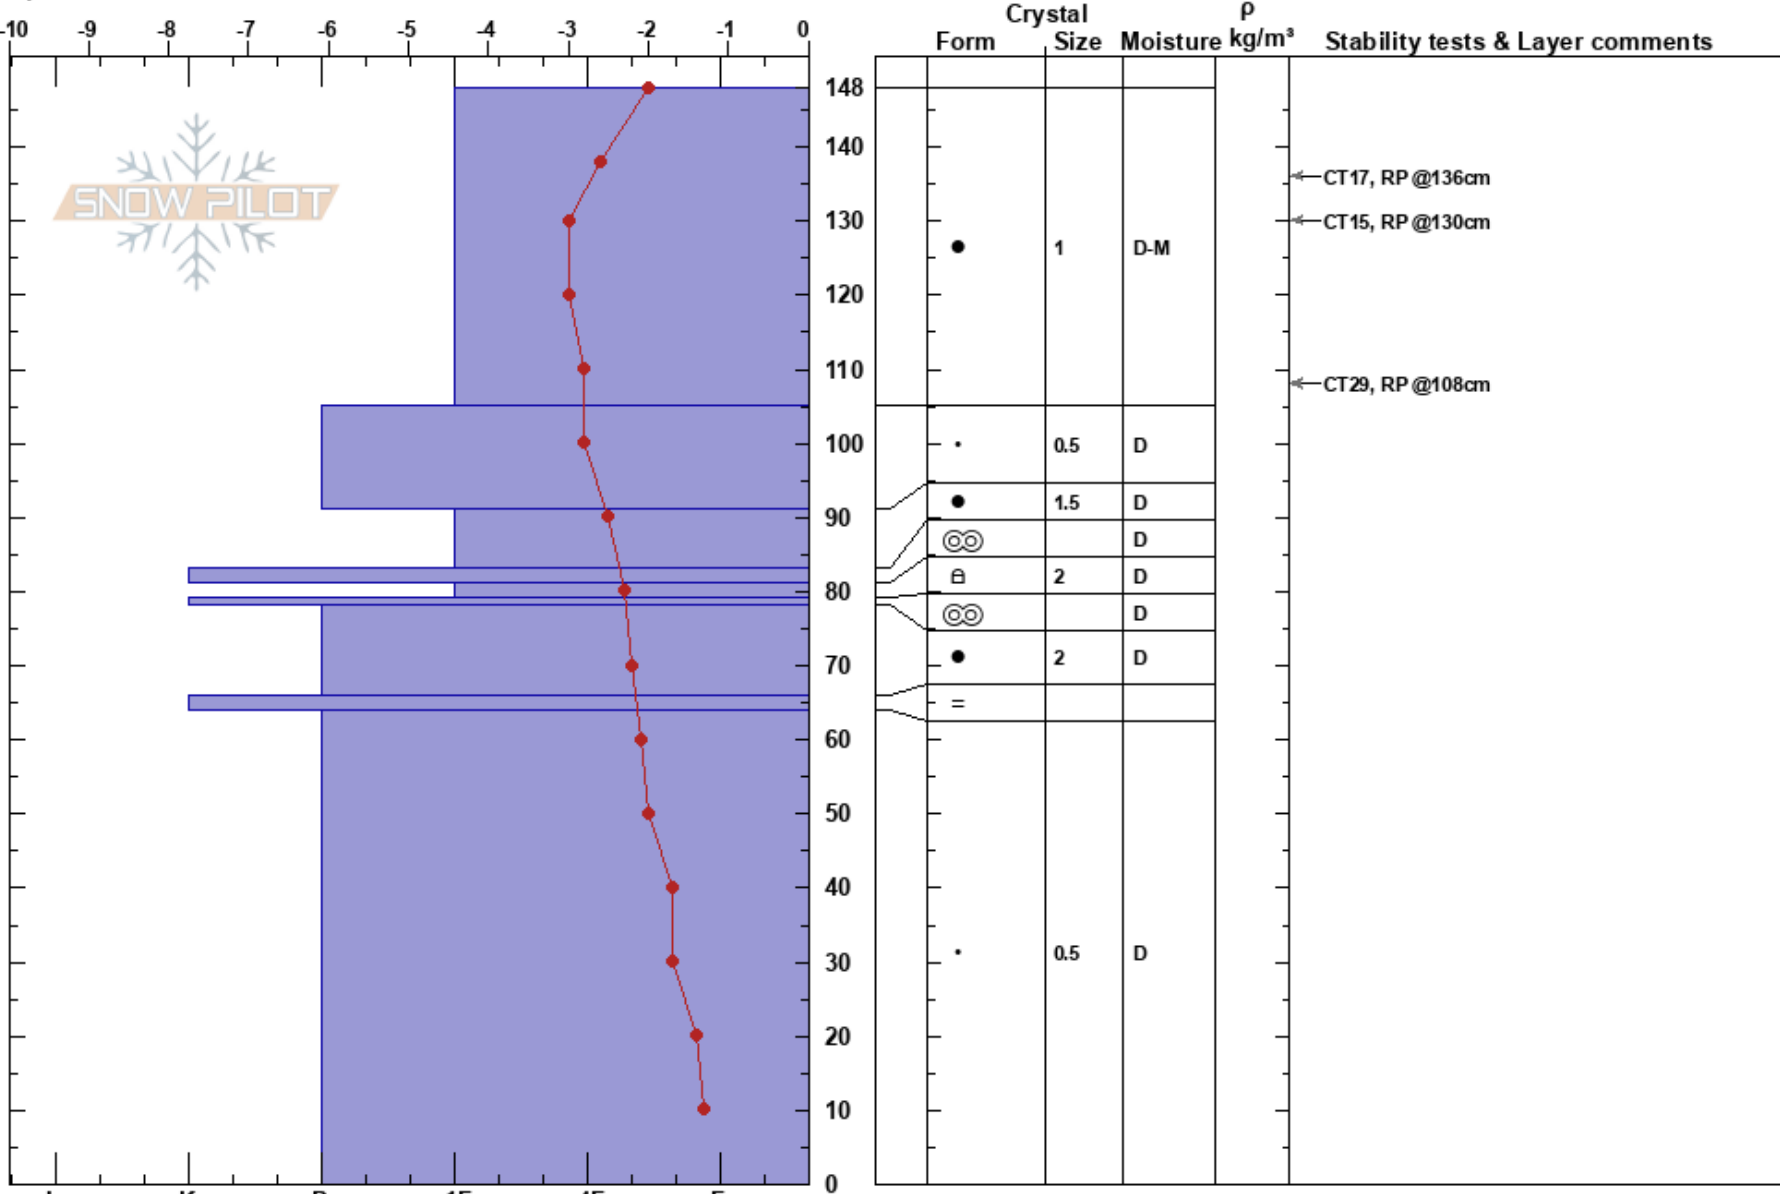 Crystal ρ
-10 -9 -8 -7 -6 -5 -4 -3 -2 -1 0 Form Size Moisture kg/m³ Stability tests & Layer comments
148
140
SNOW PILOT
CT17, RP @136cm
130 CT15, RP @130cm
1 D-M
120
110
CT29, RP @108cm
100 0.5 D
1.5 D
90
D
2 D
80
D
2 D
70
=
60
50
40
30 0.5 D
20
10
0